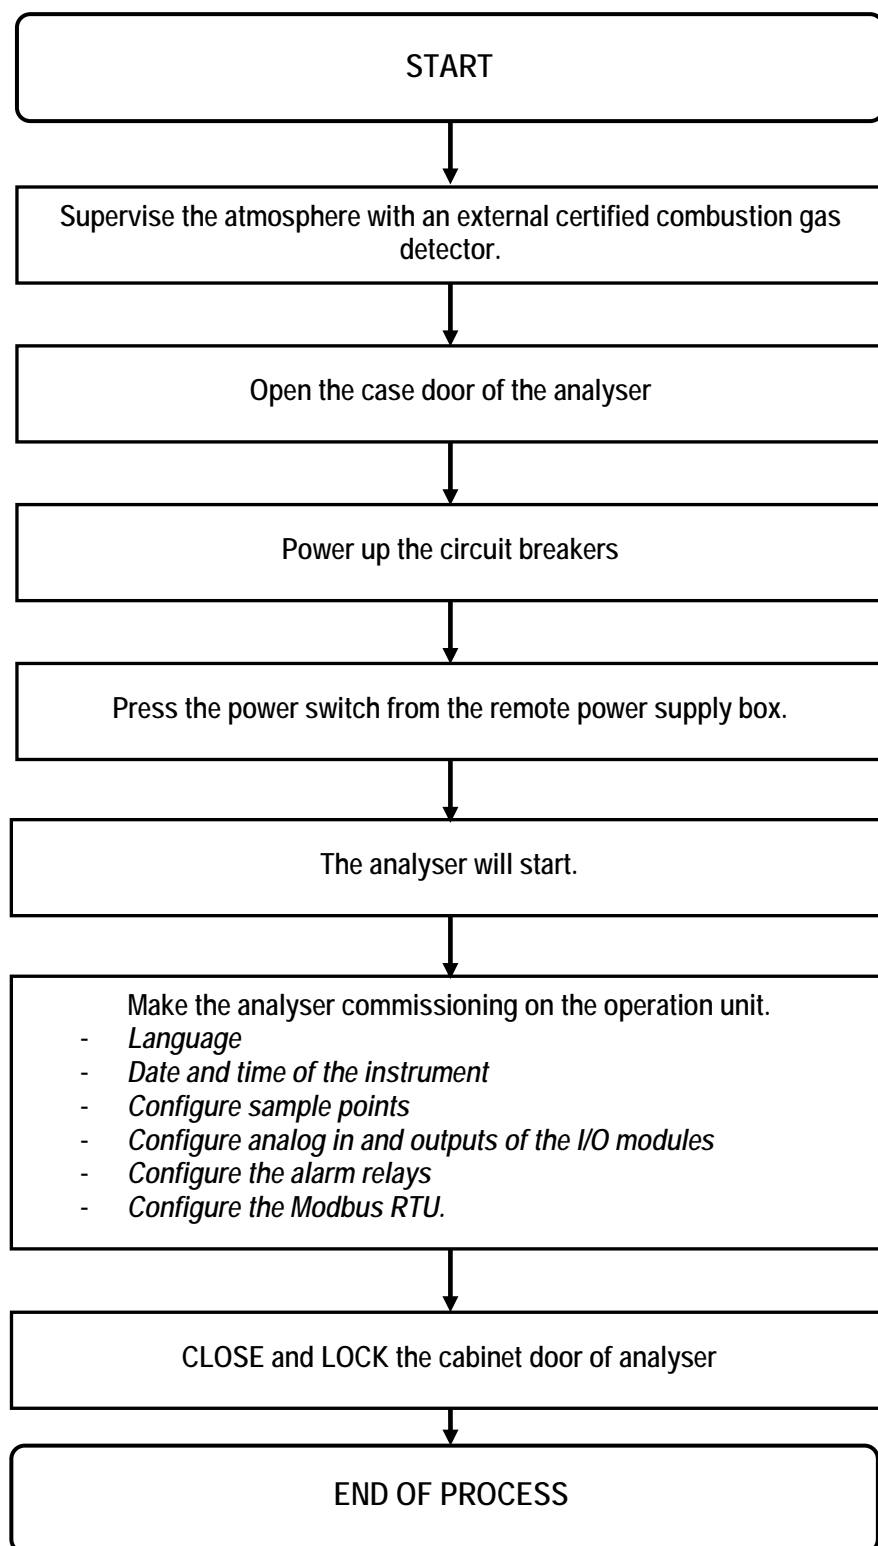 START
Supervise the atmosphere with an external certified combustion gas
detector.
Open the case door of the analyser
Power up the circuit breakers
Press the power switch from the remote power supply box.
The analyser will start.
Make the analyser commissioning on the operation unit.
- Language
- Date and time of the instrument
- Configure sample points
- Configure analog in and outputs of the I/O modules
- Configure the alarm relays
- Configure the Modbus RTU.
CLOSE and LOCK the cabinet door of analyser
END OF PROCESS